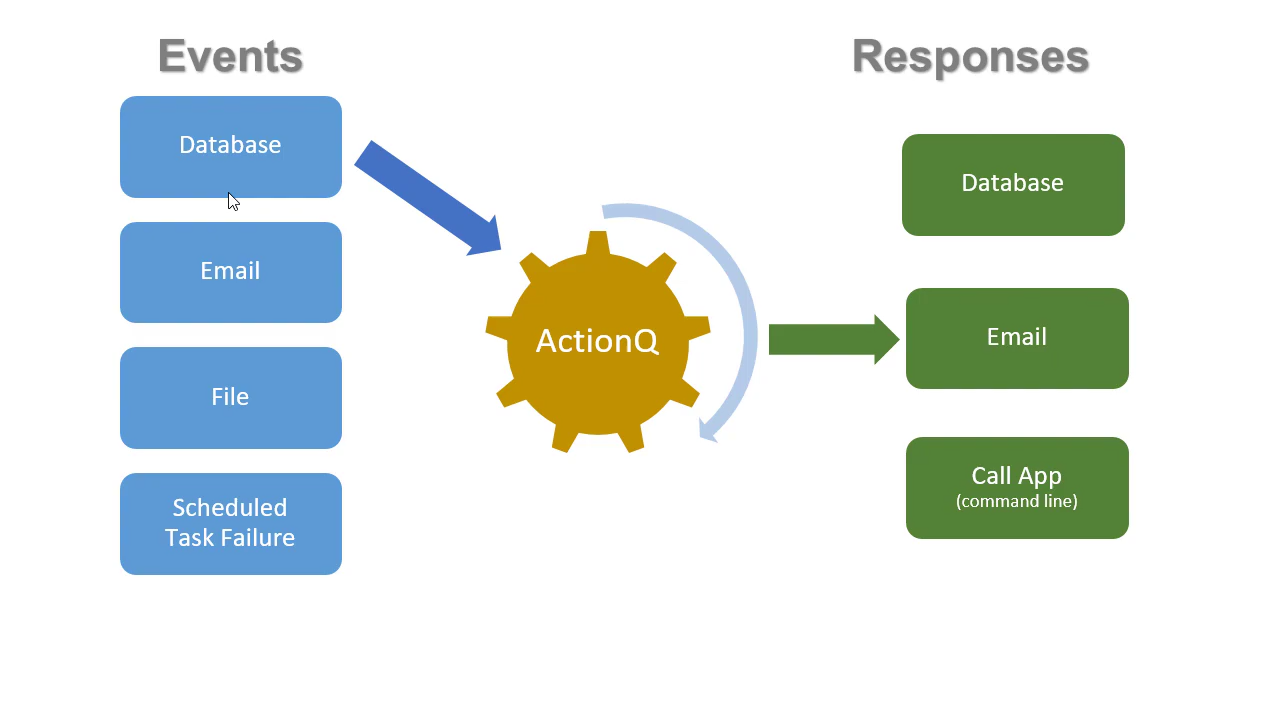 Events
Responses
Database
Email
File
Scheduled
Task Failure
ActionQ
Database
Email
Call App
(command line)